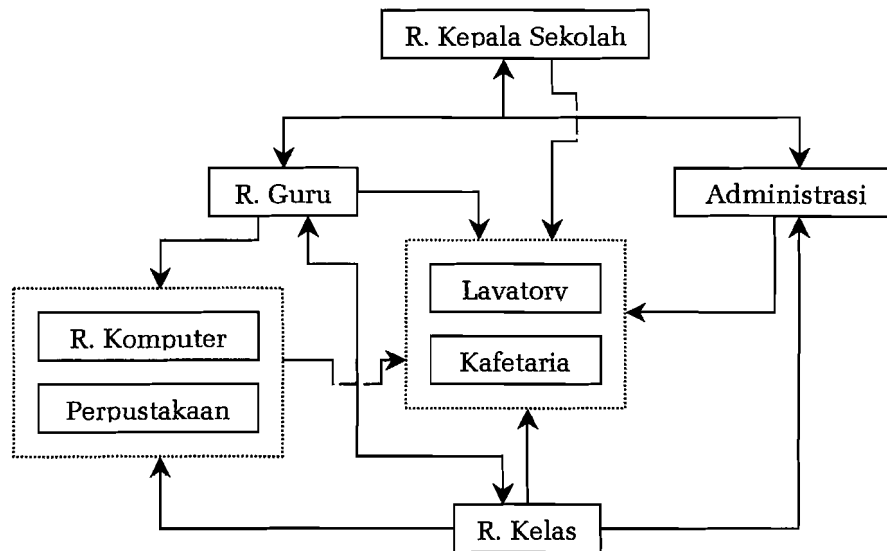 R. Kepala Sekolah
R. Guru
Administrasi
Lavatory
R. Komputer
Kafetaria
Perpustakaan
R. Kelas